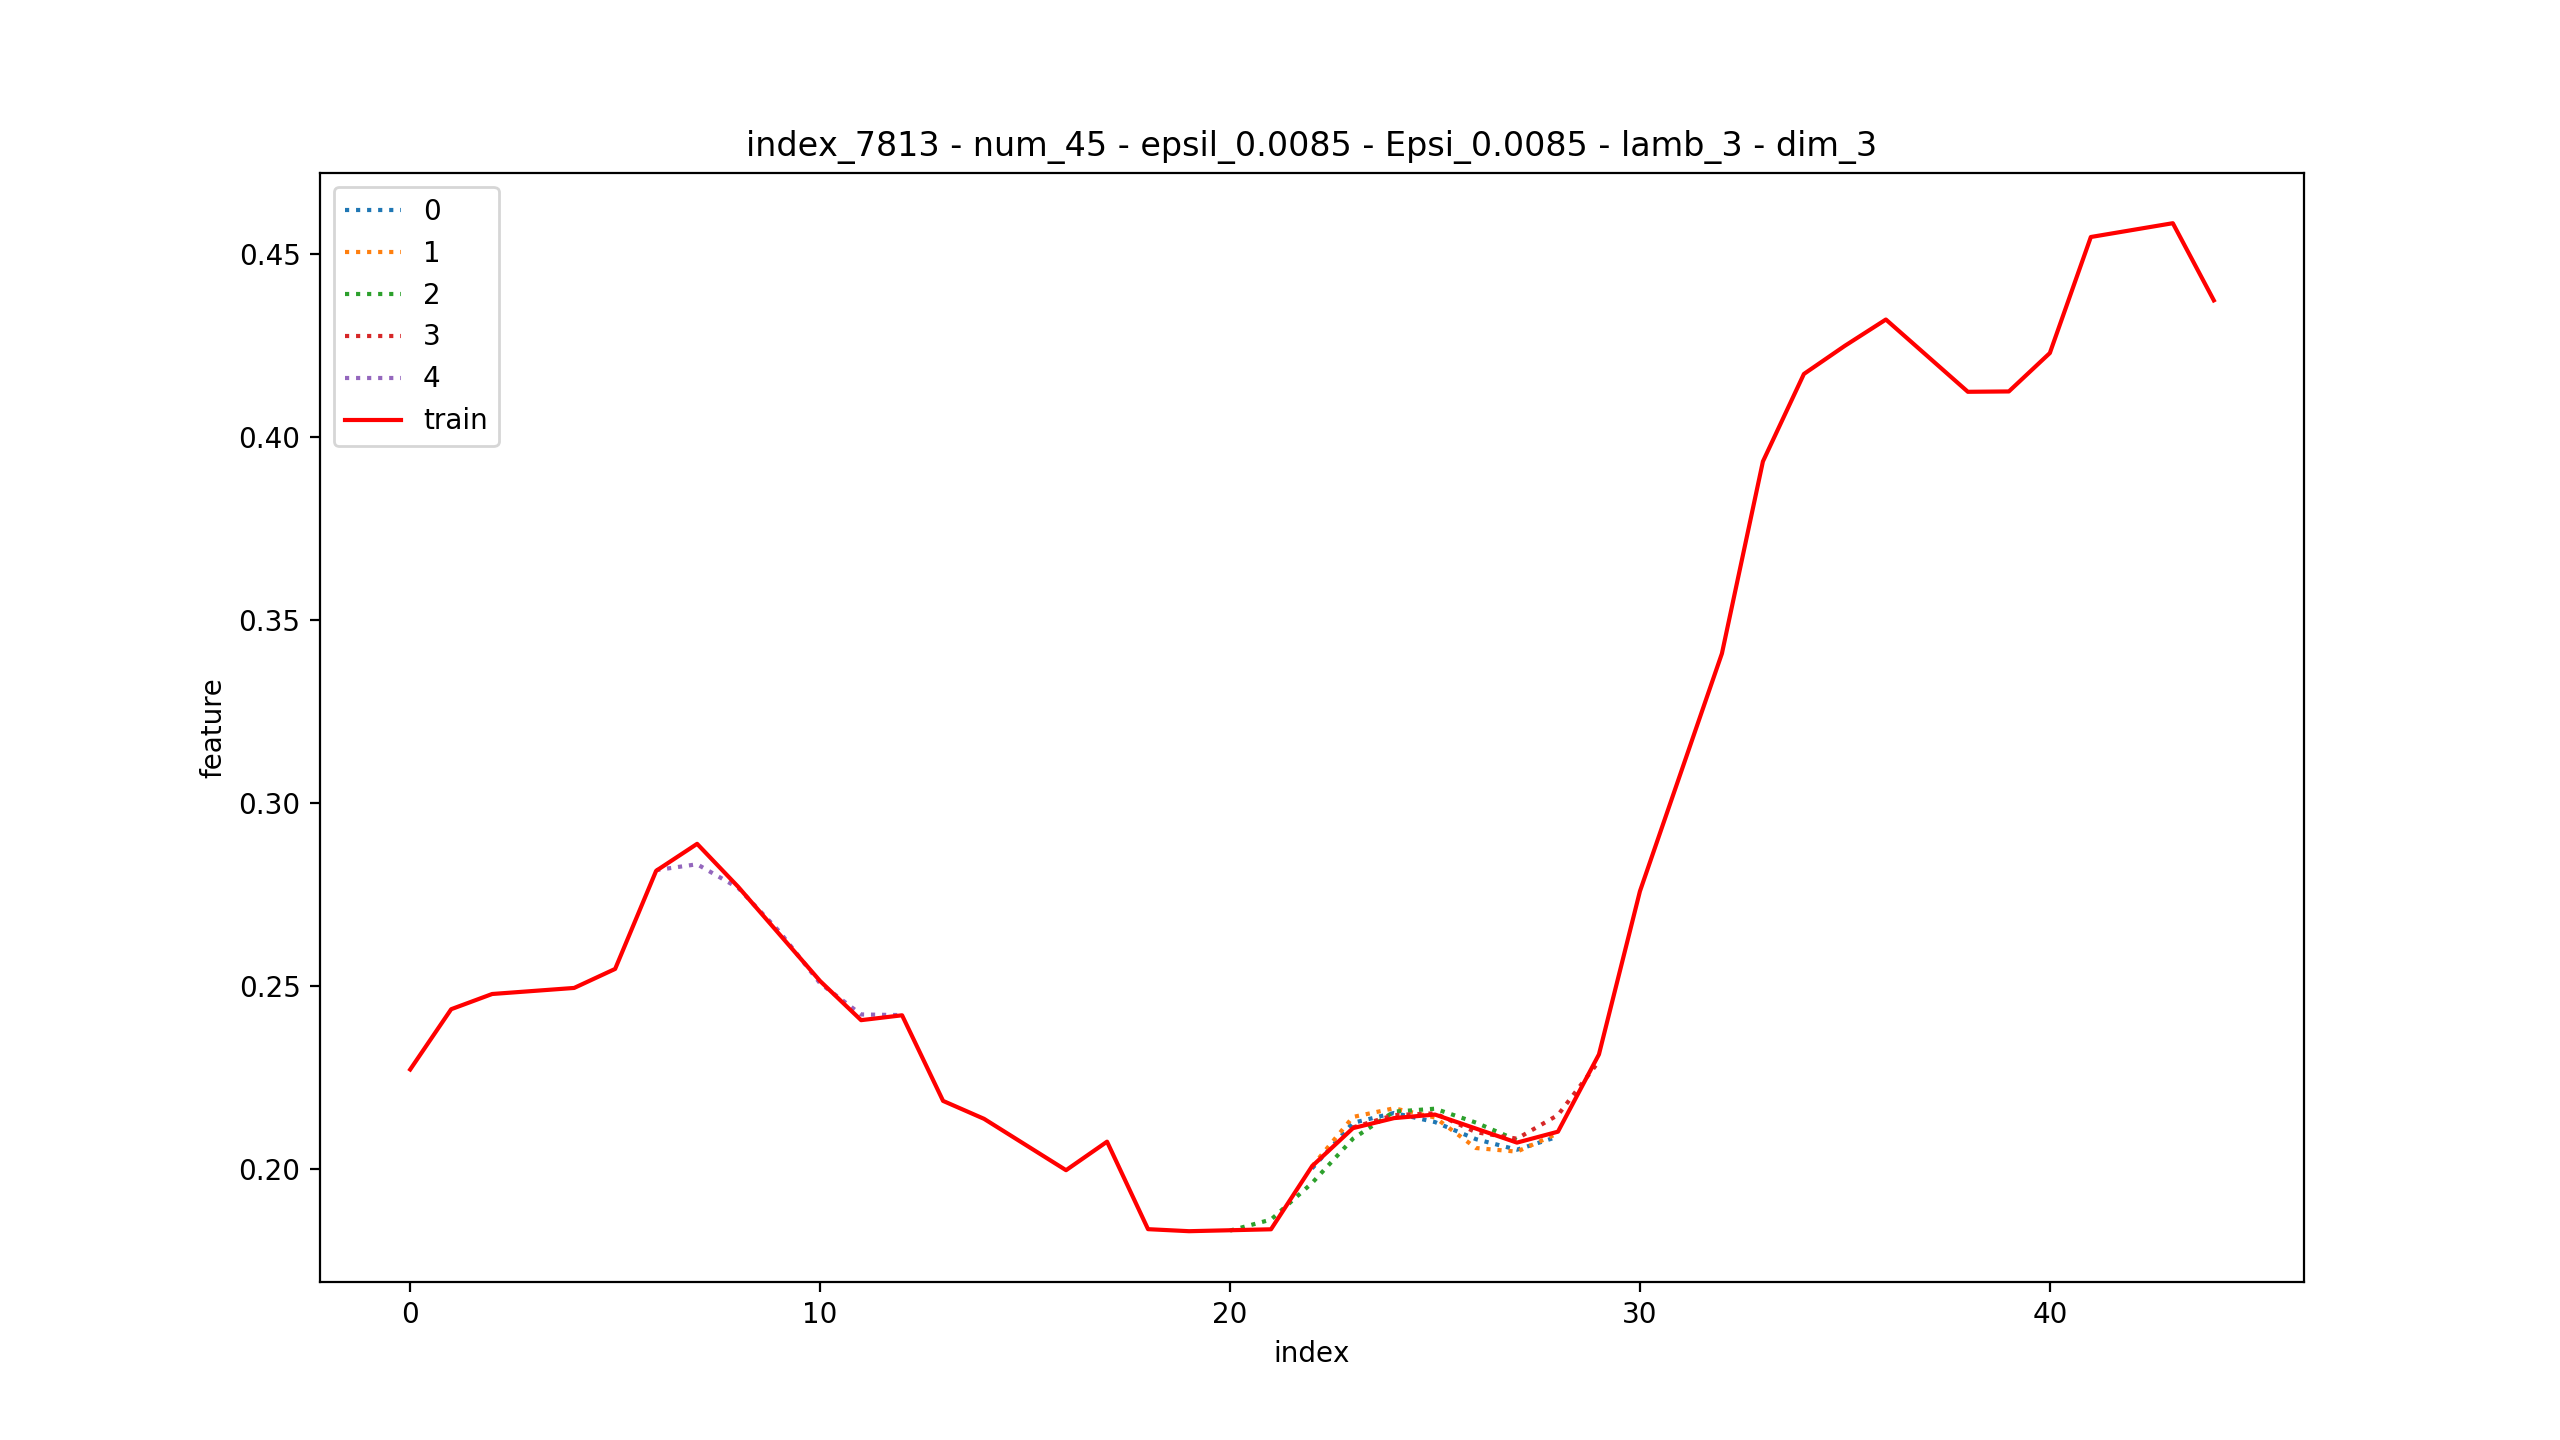 index_7813 - num_45 - epsil_0.0085 - Epsi_0.0085 - lamb_3 - dim_3
0
1
2
3
4
train
0.45
0.40
0.35
0.30
0.25
0.20
feature
0 10 20 30 40
index